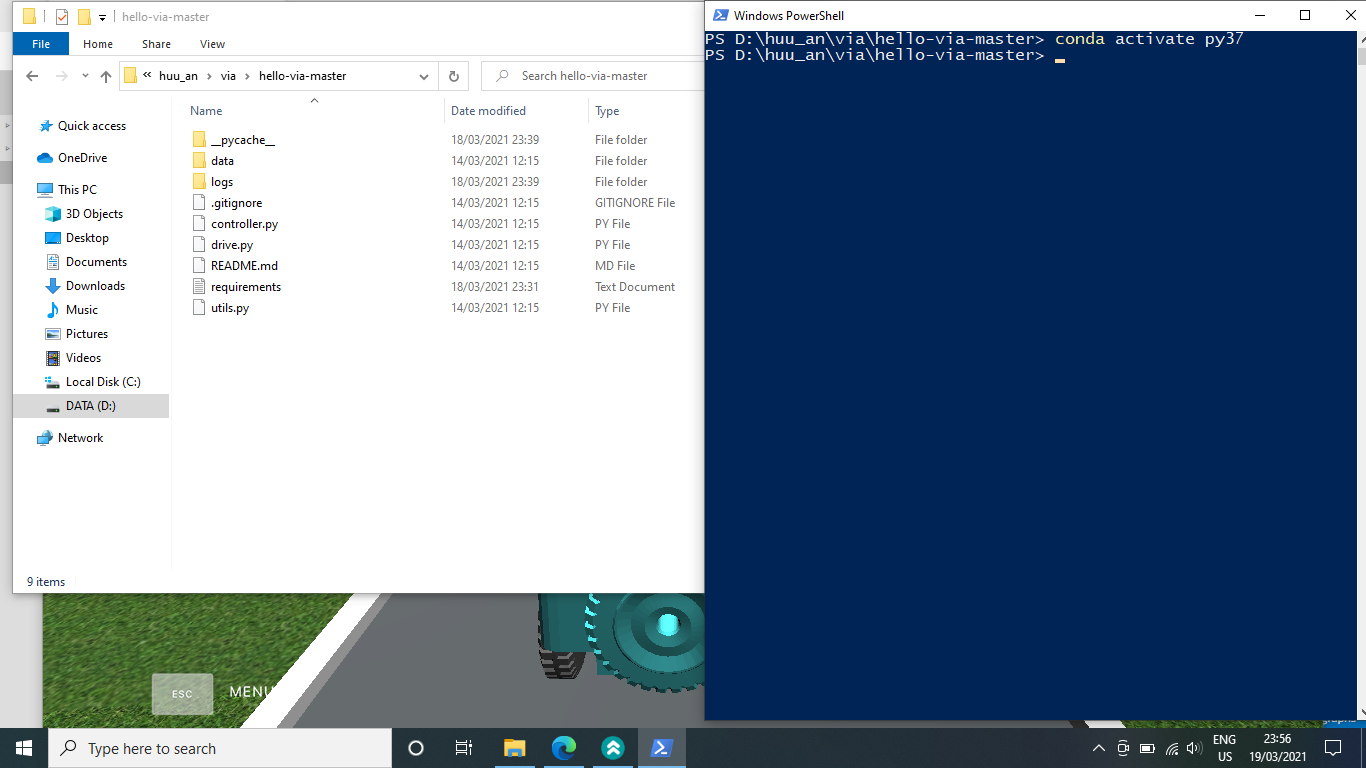 hello-via-master
File Home Share View
huu_an via hello-via-master
Search hello-via-master
Name Date modified Type
__pycache__ 18/03/2021 23:39 File folder
data 14/03/2021 12:15 File folder
logs 18/03/2021 23:39 File folder
.gitignore 14/03/2021 12:15 GITIGNORE File
controller.py 14/03/2021 12:15 PY File
drive.py 14/03/2021 12:15 PY File
README.md 14/03/2021 12:15 MD File
requirements 18/03/2021 23:31 Text Document
utils.py 14/03/2021 12:15 PY File
Quick access
OneDrive
This PC
3D Objects
Desktop
Documents
Downloads
Music
Pictures
Videos
Local Disk (C:)
DATA (D:)
Network
9 items
Windows PowerShell
PS D:\huu_an\via\hello-via-master> conda activate py37
PS D:\huu_an\via\hello-via-master>
ESC MENU
Type here to search
ENG
US
23:56
19/03/2021